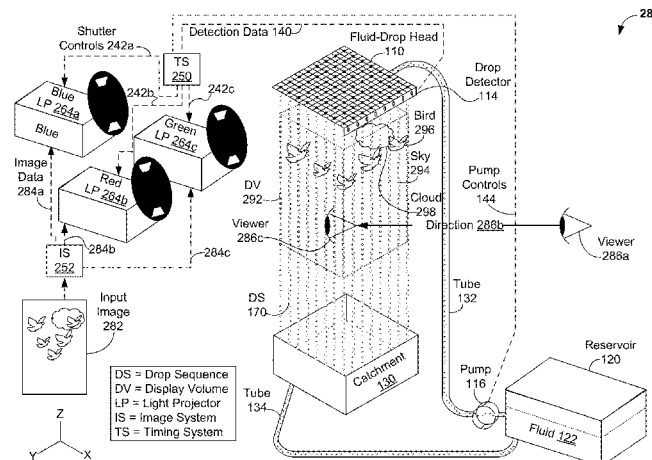 28
Shutter
Controls 242a
Detection Data 140
Fluid-Drop Head
110
TS
250
Drop
Detector
114
242b
242c
Blue
LP 264a
Blue
Green
LP 264c
Bird
296
Image
Data
284a
Red
LP 264b
Sky
294
DV
292
Cloud
298
Pump
Controls
144
Viewer
286c
Direction 286b
Viewer
286a
284b
284c
IS
252
DS
170
Tube
132
Input
Image
282
Reservoir
120
Catchment
130
Pump
116
DS = Drop Sequence
DV = Display Volume
LP = Light Projector
IS = Image System
TS = Timing System
Tube
134
Fluid 122
Z
Y
X